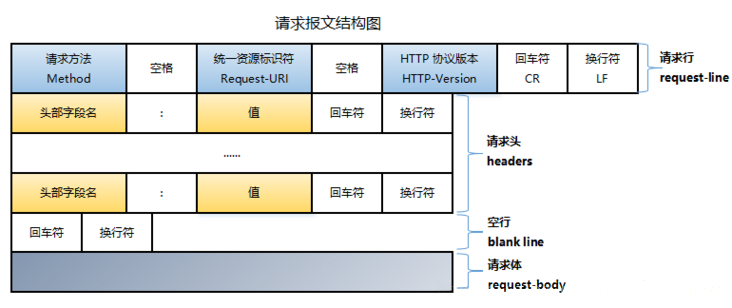 请求报文结构图
请求方法 空格 统一资源标识符 空格 HTTP 协议版本 回车符 换行符 请求行
Method Request-URI HTTP-Version CR LF request-line
头部字段名 : 值 回车符 换行符
...... 请求头
headers
头部字段名 : 值 回车符 换行符
回车符 换行符 空行
blank line
请求体
request-body